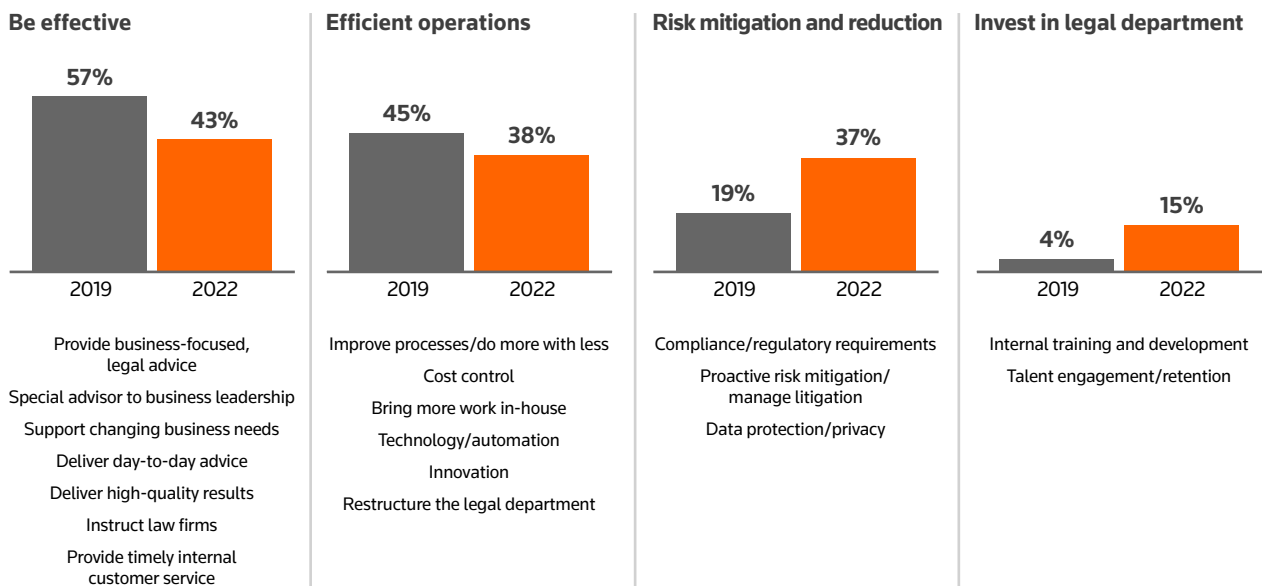 Be effective
57%
43%
2019
2022
Provide business-focused,
legal advice
Special advisor to business leadership
Support changing business needs
Deliver day-to-day advice
Deliver high-quality results
Instruct law firms
Provide timely internal
customer service
Efficient operations
45%
38%
2019
2022
Improve processes/do more with less
Cost control
Bring more work in-house
Technology/automation
Innovation
Restructure the legal department
Risk mitigation and reduction
19%
37%
2019
2022
Compliance/regulatory requirements
Proactive risk mitigation/
manage litigation
Data protection/privacy
Invest in legal department
4%
15%
2019
2022
Internal training and development
Talent engagement/retention